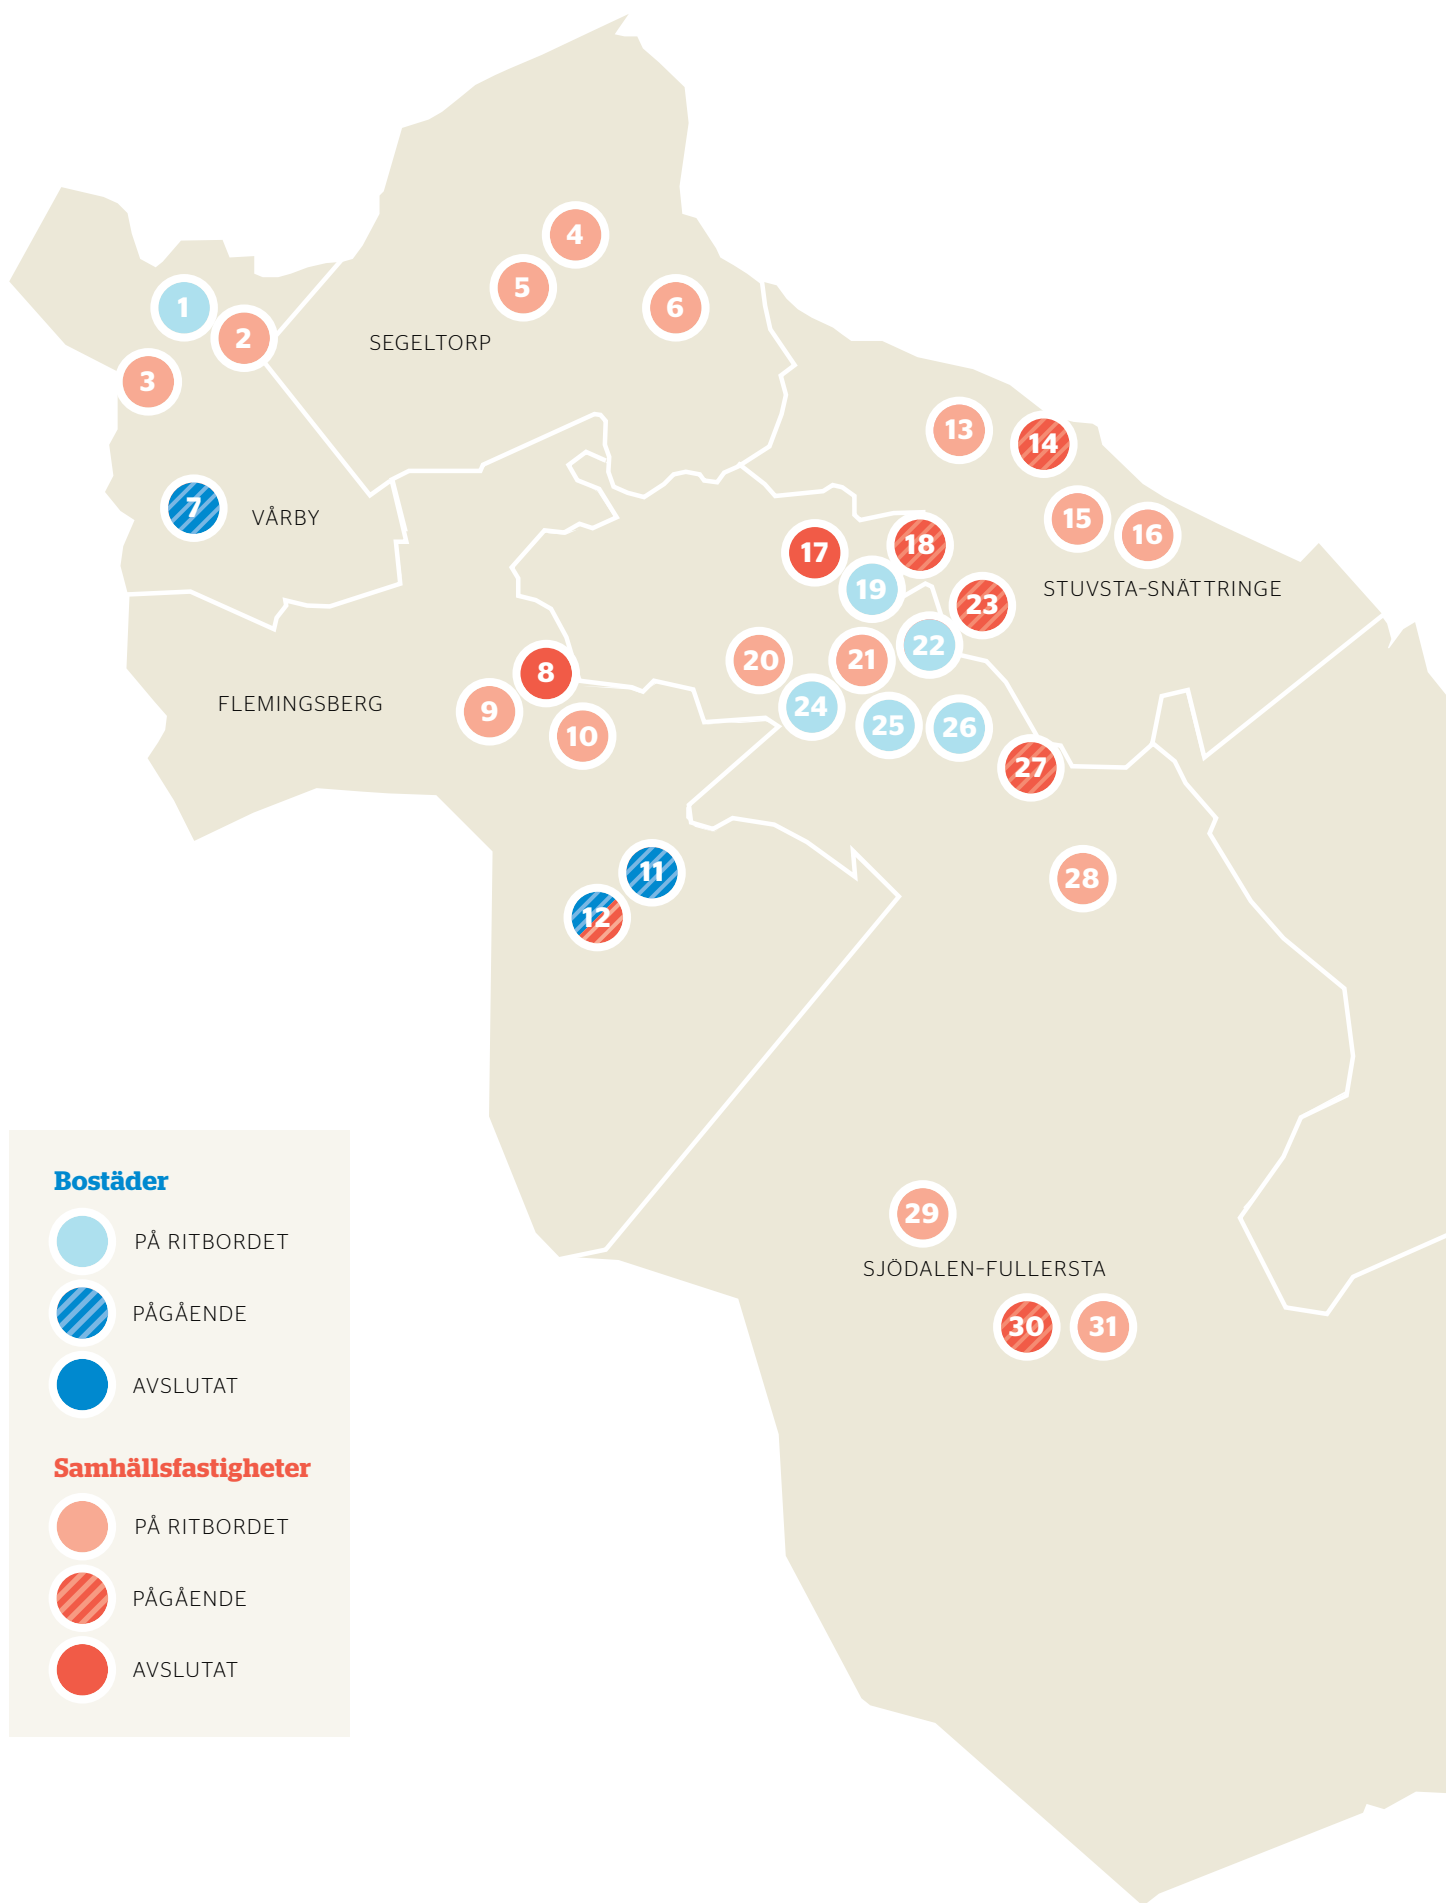 4
5
6
1
2
SEGELTORP
3
13
14
7
VÅRBY
15
16
17
18
19
STUVSTA-SNÄTTRINGE
23
22
20
21
8
FLEMINGSBERG
9
24
10
25
26
27
11
28
12
Bostäder
PÅ RITBORDET
PÅGÅENDE
AVSLUTAT
29
SJÖDALEN-FULLERSTA
30
31
Samhällsfastigheter
PÅ RITBORDET
PÅGÅENDE
AVSLUTAT